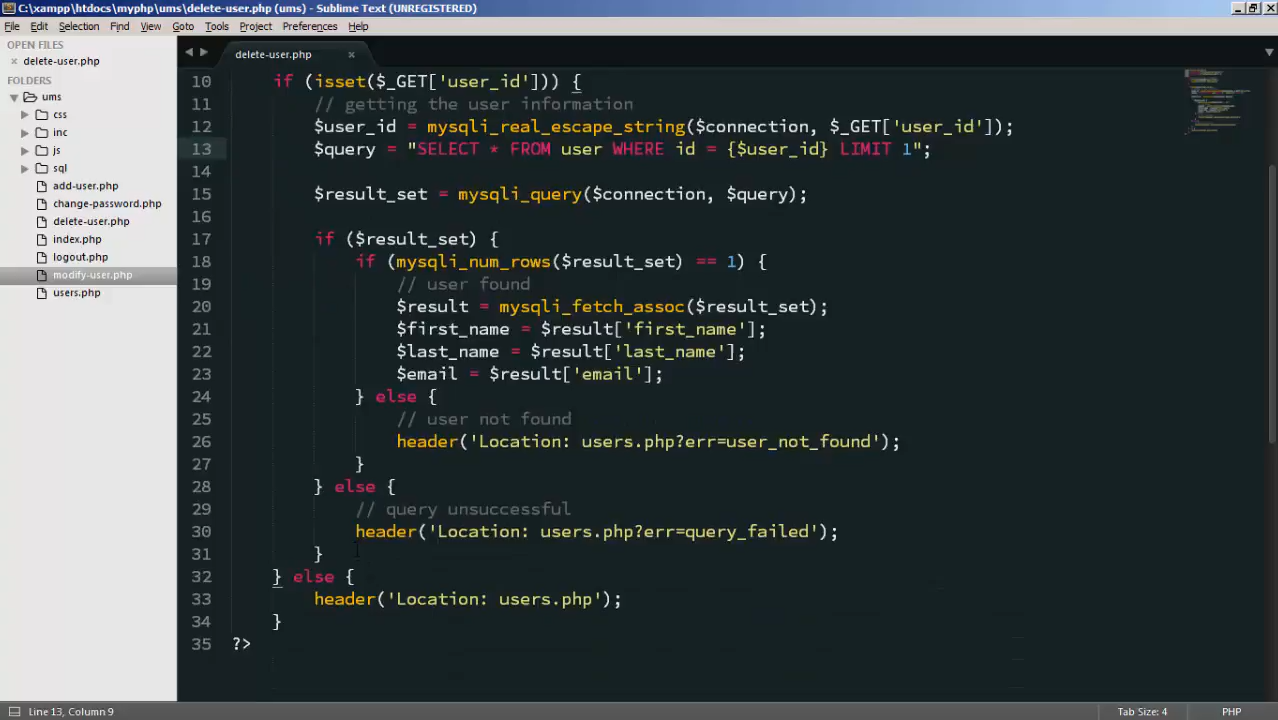 C:\xampp\htdocs\myphp\ums\delete-user.php (ums) - Sublime Text (UNREGISTERED)
File Edit Selection Find View Goto Tools Project Preferences Help
OPEN FILES
× delete-user.php
FOLDERS
ums
css
inc
js
sql
add-user.php
change-password.php
delete-user.php
index.php
logout.php
modify-user.php
users.php
delete-user.php ×
10 if (isset($_GET['user_id'])) {
11 // getting the user information
12 $user_id = mysqli_real_escape_string($connection, $_GET['user_id']);
13 $query = "SELECT * FROM user WHERE id = {$user_id} LIMIT 1";
14
15 $result_set = mysqli_query($connection, $query);
16
17 if ($result_set) {
18 if (mysqli_num_rows($result_set) == 1) {
19 // user found
20 $result = mysqli_fetch_assoc($result_set);
21 $first_name = $result['first_name'];
22 $last_name = $result['last_name'];
23 $email = $result['email'];
24 } else {
25 // user not found
26 header('Location: users.php?err=user_not_found');
27 }
28 } else {
29 // query unsuccessful
30 header('Location: users.php?err=query_failed');
31 }
32 } else {
33 header('Location: users.php');
34 }
35 ?>
Line 13, Column 9
Tab Size: 4
PHP